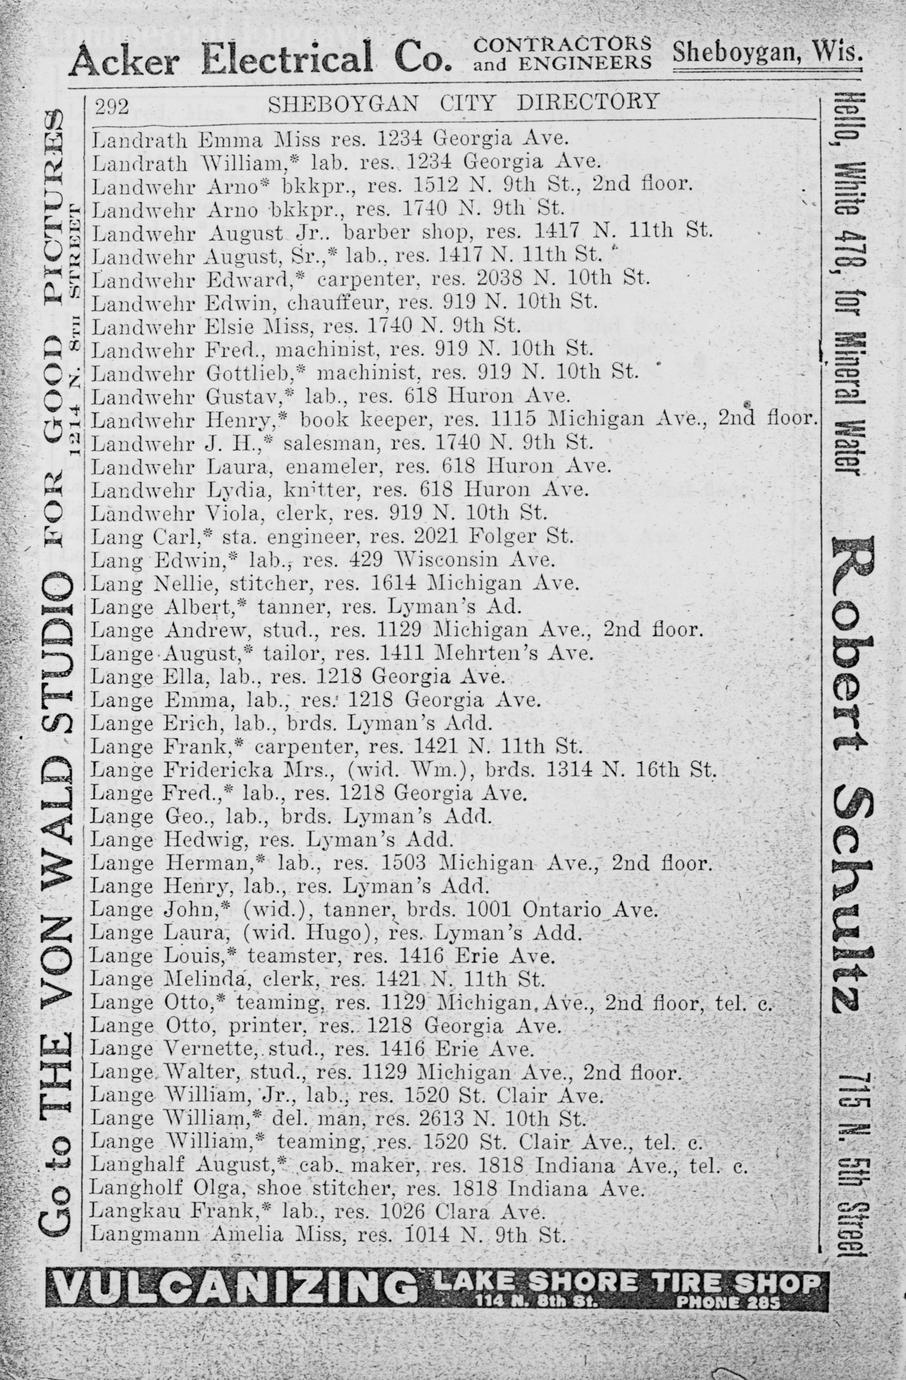 Acker Electrical Co. CONTRACTORS and ENGINEERS Sheboygan, Wis.
292 SHEBOYGAN CITY DIRECTORY
Landrath Emma Miss res. 1234 Georgia Ave.
Landrath William,* lab. res. 1234 Georgia Ave.
Landwehr Arno* bkkpr., res. 1512 N. 9th St., 2nd floor.
Landwehr Arno bkkpr., res. 1740 N. 9th St.
Landwehr August Jr.. barber shop, res. 1417 N. 11th St.
Landwehr August, Sr.,* lab., res. 1417 N. 11th St.
Landwehr Edward,* carpenter, res. 2038 N. 10th St.
Landwehr Edwin, chauffeur, res. 919 N. 10th St.
Landwehr Elsie Miss, res. 1740 N. 9th St.
Landwehr Fred., machinist, res. 919 N. 10th St.
Landwehr Gottlieb,* machinist, res. 919 N. 10th St.
Landwehr Gustav,* lab., res. 618 Huron Ave.
Landwehr Henry,* book keeper, res. 1115 Michigan Ave., 2nd floor.
Landwehr J. H.,* salesman, res. 1740 N. 9th St.
Landwehr Laura, enameler, res. 618 Huron Ave.
Landwehr Lydia, knitter, res. 618 Huron Ave.
Landwehr Viola, clerk, res. 919 N. 10th St.
Lang Carl,* sta. engineer, res. 2021 Folger St.
Lang Edwin,* lab., res. 429 Wisconsin Ave.
Lang Nellie, stitcher, res. 1614 Michigan Ave.
Lange Albert,* tanner, res. Lyman's Ad.
Lange Andrew, stud., res. 1129 Michigan Ave., 2nd floor.
Lange August,* tailor, res. 1411 Mehrten's Ave.
Lange Ella, lab., res. 1218 Georgia Ave.
Lange Emma, lab., res. 1218 Georgia Ave.
Lange Erich, lab., brds. Lyman's Add.
Lange Frank,* carpenter, res. 1421 N. 11th St.
Lange Fridericka Mrs., (wid. Wm.), brds. 1314 N. 16th St.
Lange Fred.,* lab., res. 1218 Georgia Ave.
Lange Geo., lab., brds. Lyman's Add.
Lange Hedwig, res. Lyman's Add.
Lange Herman,* lab., res. 1503 Michigan Ave., 2nd floor.
Lange Henry, lab., res. Lyman's Add.
Lange John,* (wid.), tanner, brds. 1001 Ontario Ave.
Lange Laura, (wid. Hugo), res. Lyman's Add.
Lange Louis,* teamster, res. 1416 Erie Ave.
Lange Melinda, clerk, res. 1421 N. 11th St.
Lange Otto,* teaming, res. 1129 Michigan Ave., 2nd floor, tel. c.
Lange Otto, printer, res. 1218 Georgia Ave.
Lange Vernette, stud., res. 1416 Erie Ave.
Lange Walter, stud., res. 1129 Michigan Ave., 2nd floor.
Lange William, Jr., lab., res. 1520 St. Clair Ave.
Lange William,* del. man, res. 2613 N. 10th St.
Lange William,* teaming, res. 1520 St. Clair Ave., tel. c.
Langhalf August,* cab. maker, res. 1818 Indiana Ave., tel. c.
Langholf Olga, shoe stitcher, res. 1818 Indiana Ave.
Langkau Frank,* lab., res. 1026 Clara Ave.
Langmann Amelia Miss, res. 1014 N. 9th St.
Go to THE VON WALD STUDIO FOR GOOD PICTURES
1214 N. 8TH STREET
Hello, White 478, for Mineral Water Robert Schultz 715 N. 5th Street
VULCANIZING LAKE SHORE TIRE SHOP
114 N. 8th St. PHONE 285